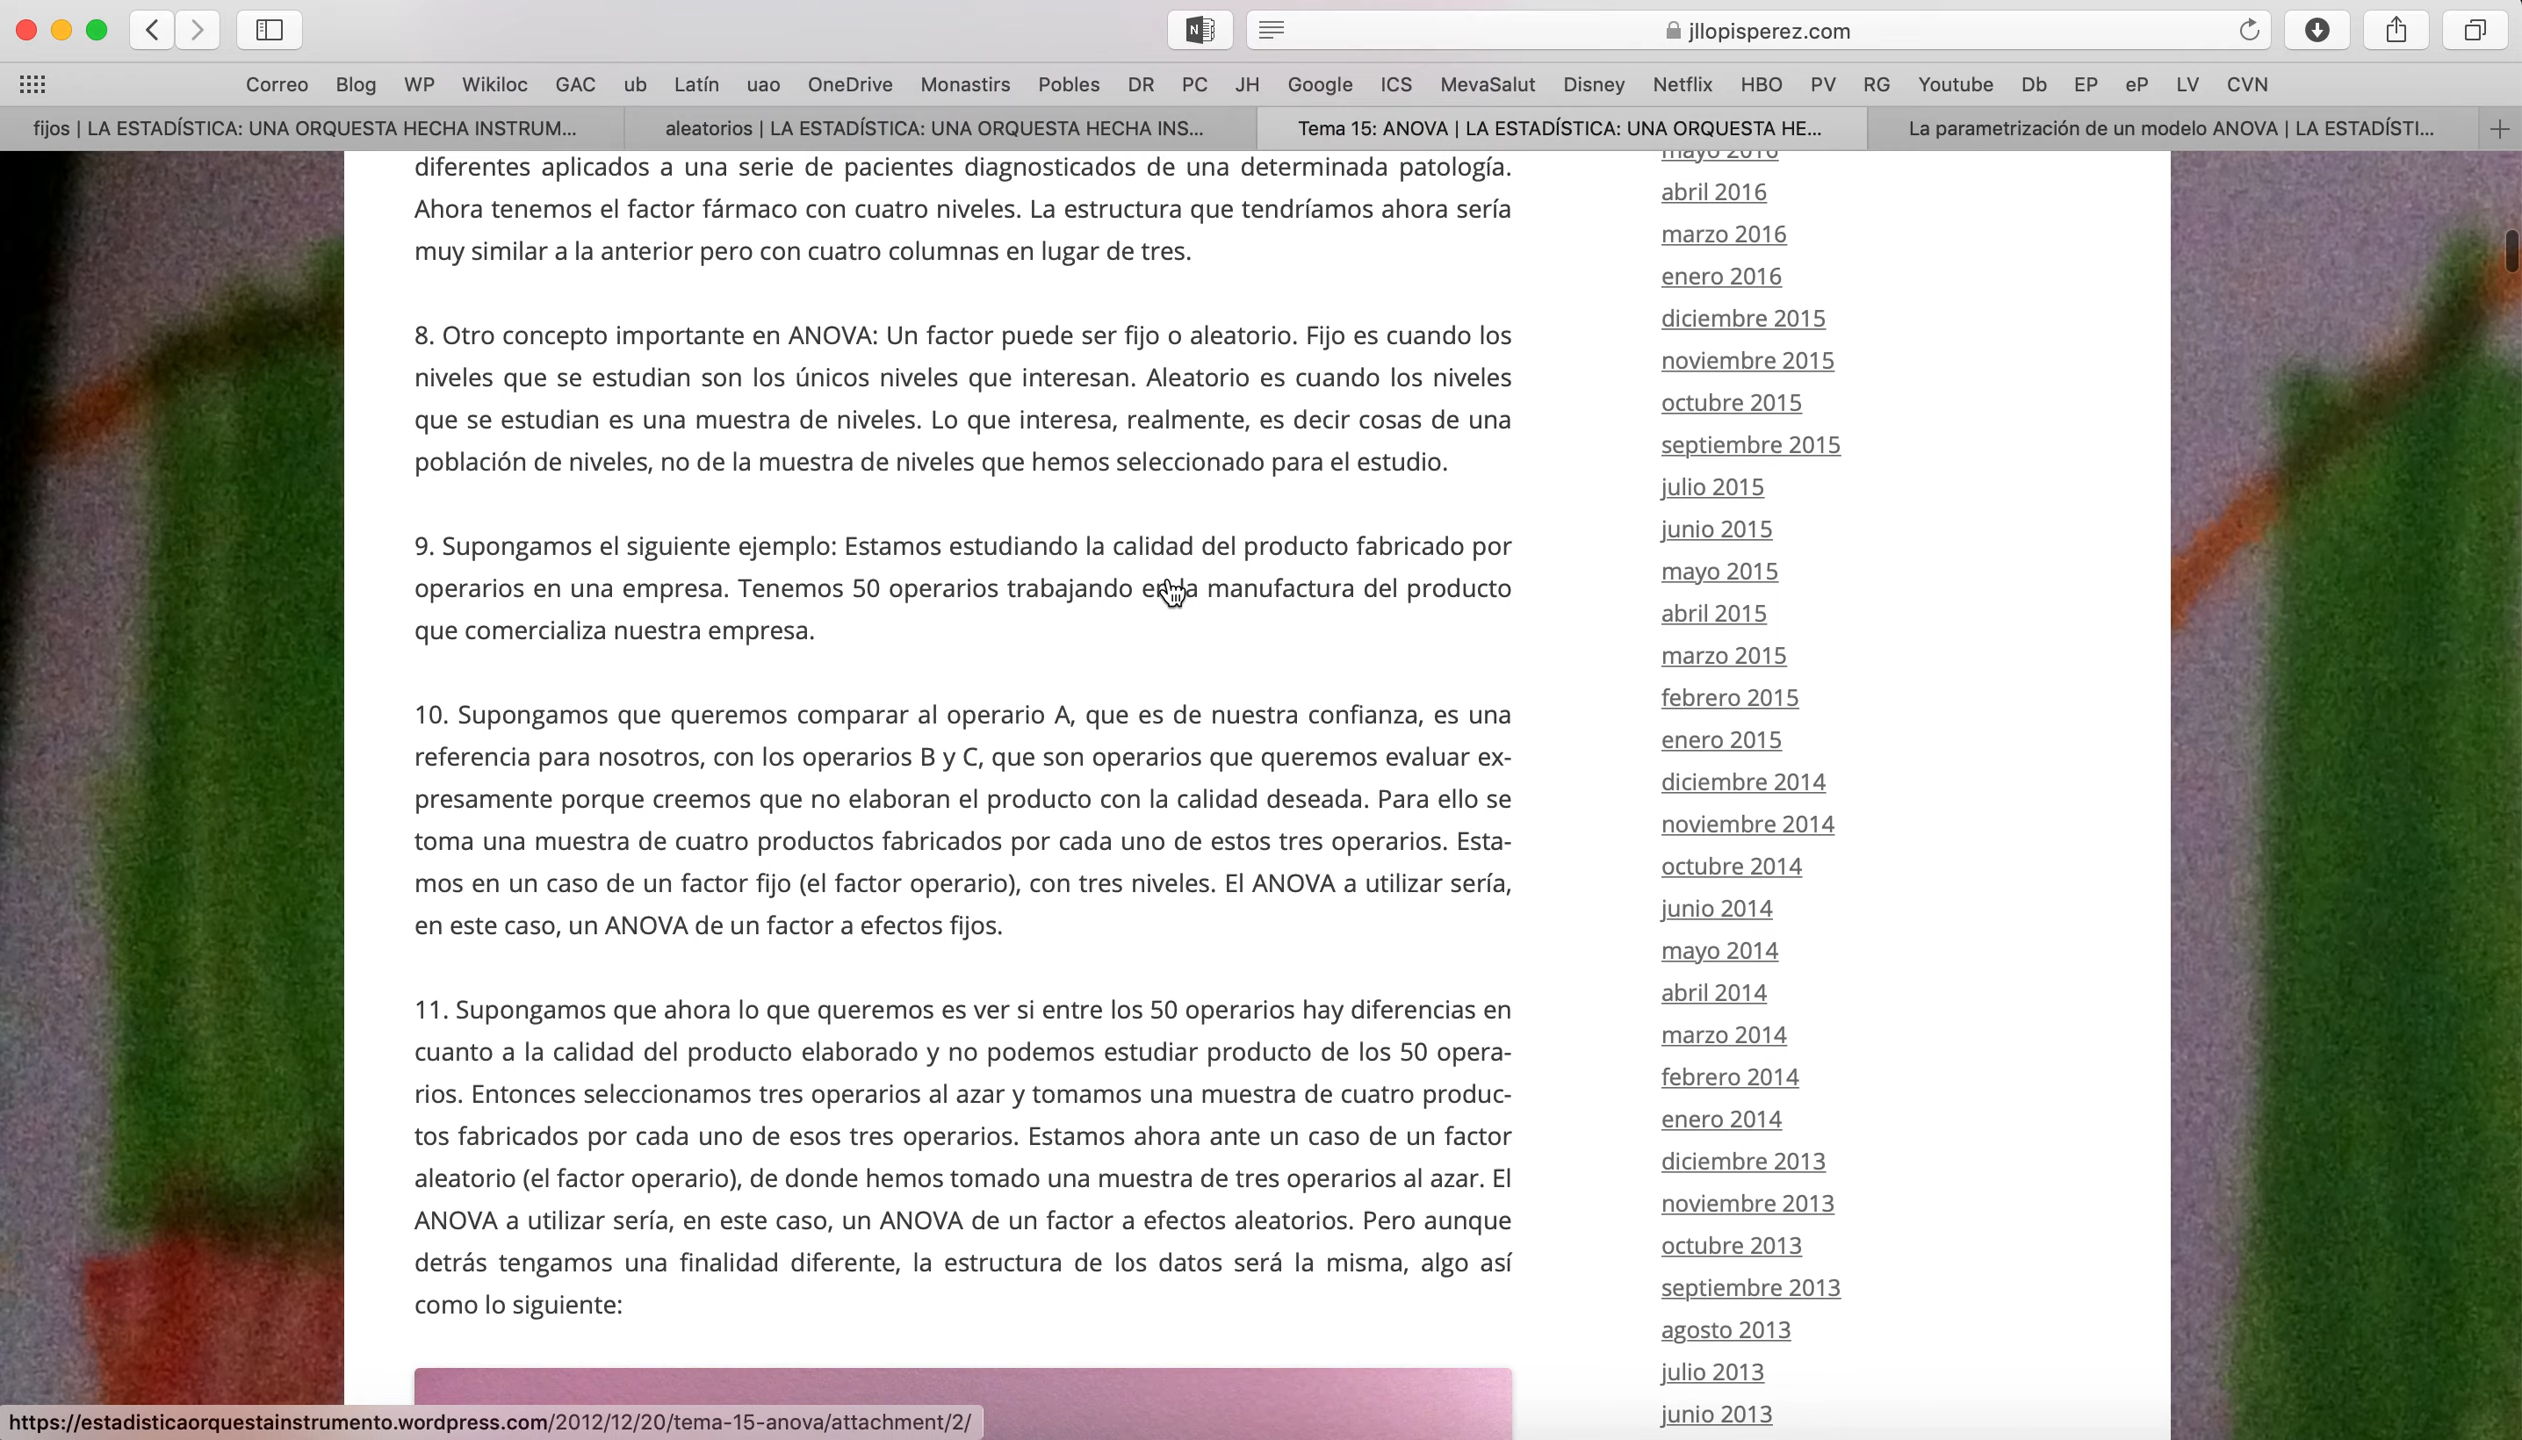 jllopisperez.com
Correo Blog WP Wikiloc GAC ub Latín uao OneDrive Monastirs Pobles DR PC JH Google ICS MevaSalut Disney Netflix HBO PV RG Youtube Db EP eP LV CVN
fijos | LA ESTADÍSTICA: UNA ORQUESTA HECHA INSTRUM...
aleatorios | LA ESTADÍSTICA: UNA ORQUESTA HECHA INS...
Tema 15: ANOVA | LA ESTADÍSTICA: UNA ORQUESTA HE...
La parametrización de un modelo ANOVA | LA ESTADÍSTI...
diferentes aplicados a una serie de pacientes diagnosticados de una determinada patología.
Ahora tenemos el factor fármaco con cuatro niveles. La estructura que tendríamos ahora sería
muy similar a la anterior pero con cuatro columnas en lugar de tres.
8. Otro concepto importante en ANOVA: Un factor puede ser fijo o aleatorio. Fijo es cuando los
niveles que se estudian son los únicos niveles que interesan. Aleatorio es cuando los niveles
que se estudian es una muestra de niveles. Lo que interesa, realmente, es decir cosas de una
población de niveles, no de la muestra de niveles que hemos seleccionado para el estudio.
9. Supongamos el siguiente ejemplo: Estamos estudiando la calidad del producto fabricado por
operarios en una empresa. Tenemos 50 operarios trabajando en la manufactura del producto
que comercializa nuestra empresa.
10. Supongamos que queremos comparar al operario A, que es de nuestra confianza, es una
referencia para nosotros, con los operarios B y C, que son operarios que queremos evaluar ex-
presamente porque creemos que no elaboran el producto con la calidad deseada. Para ello se
toma una muestra de cuatro productos fabricados por cada uno de estos tres operarios. Esta-
mos en un caso de un factor fijo (el factor operario), con tres niveles. El ANOVA a utilizar sería,
en este caso, un ANOVA de un factor a efectos fijos.
11. Supongamos que ahora lo que queremos es ver si entre los 50 operarios hay diferencias en
cuanto a la calidad del producto elaborado y no podemos estudiar producto de los 50 opera-
rios. Entonces seleccionamos tres operarios al azar y tomamos una muestra de cuatro produc-
tos fabricados por cada uno de esos tres operarios. Estamos ahora ante un caso de un factor
aleatorio (el factor operario), de donde hemos tomado una muestra de tres operarios al azar. El
ANOVA a utilizar sería, en este caso, un ANOVA de un factor a efectos aleatorios. Pero aunque
detrás tengamos una finalidad diferente, la estructura de los datos será la misma, algo así
como lo siguiente:
mayo 2016
abril 2016
marzo 2016
enero 2016
diciembre 2015
noviembre 2015
octubre 2015
septiembre 2015
julio 2015
junio 2015
mayo 2015
abril 2015
marzo 2015
febrero 2015
enero 2015
diciembre 2014
noviembre 2014
octubre 2014
junio 2014
mayo 2014
abril 2014
marzo 2014
febrero 2014
enero 2014
diciembre 2013
noviembre 2013
octubre 2013
septiembre 2013
agosto 2013
julio 2013
junio 2013
https://estadisticaorquestainstrumento.wordpress.com/2012/12/20/tema-15-anova/attachment/2/